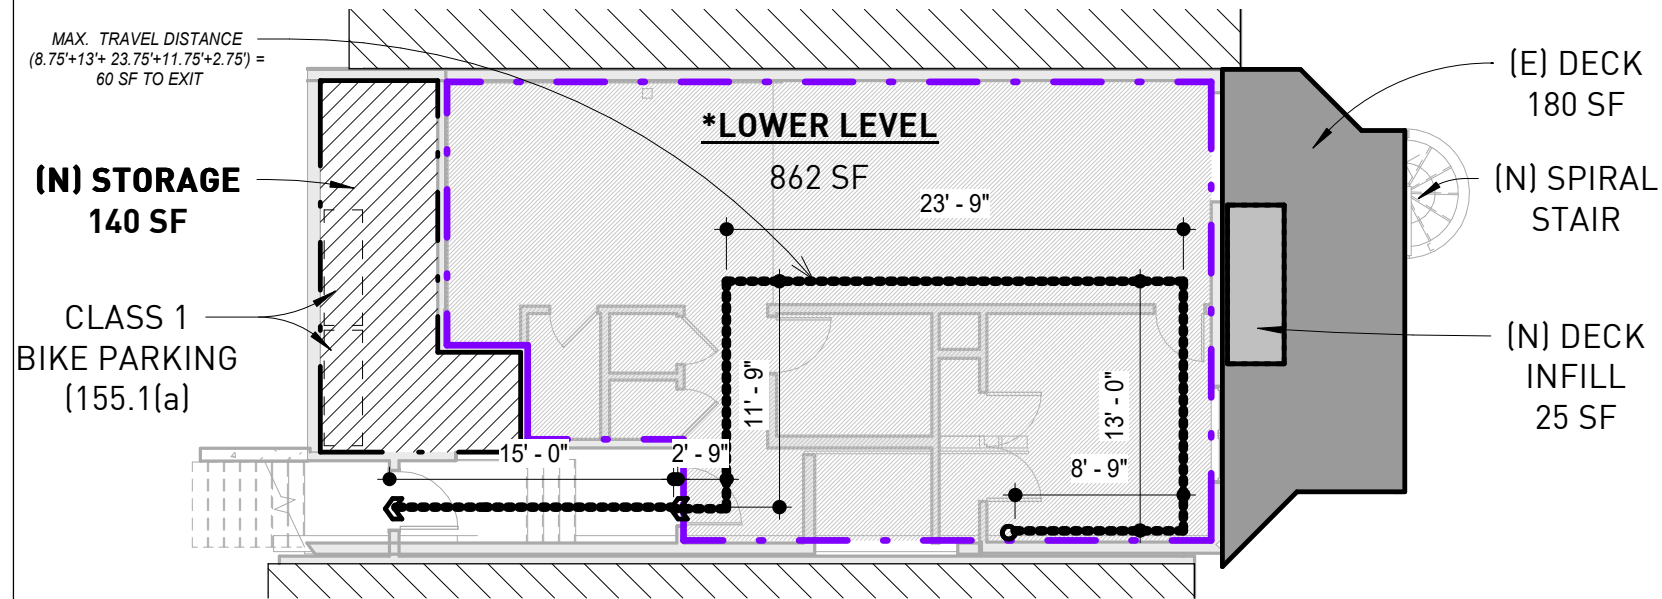 MAX. TRAVEL DISTANCE
(8.75'+13'+ 23.75'+11.75'+2.75') =
60 SF TO EXIT
(N) STORAGE
140 SF
CLASS 1
BIKE PARKING
(155.1(a)
*LOWER LEVEL
862 SF
23' - 9"
11' - 9"
13' - 0"
8' - 9"
15' - 0"
2' - 9"
(E) DECK
180 SF
(N) SPIRAL
STAIR
(N) DECK
INFILL
25 SF